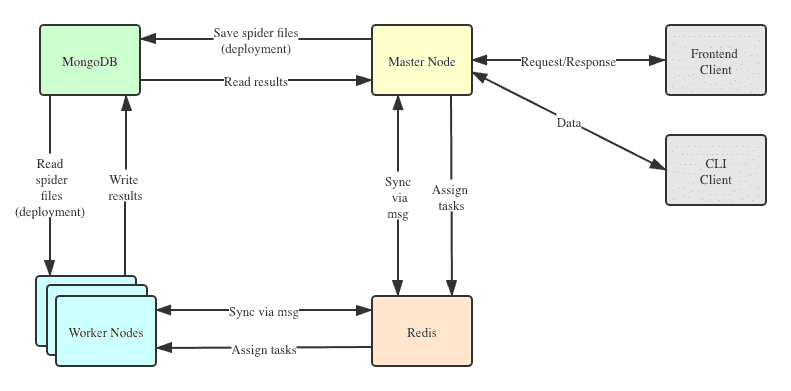 Save spider files
(deployment)
MongoDB
Master Node
Request/Response
Frontend
Client
Read results
Data
Read
spider
files
(deployment)
Write
results
Sync
via
msg
Assign
tasks
CLI
Client
Worker Nodes
Sync via msg
Redis
Assign tasks